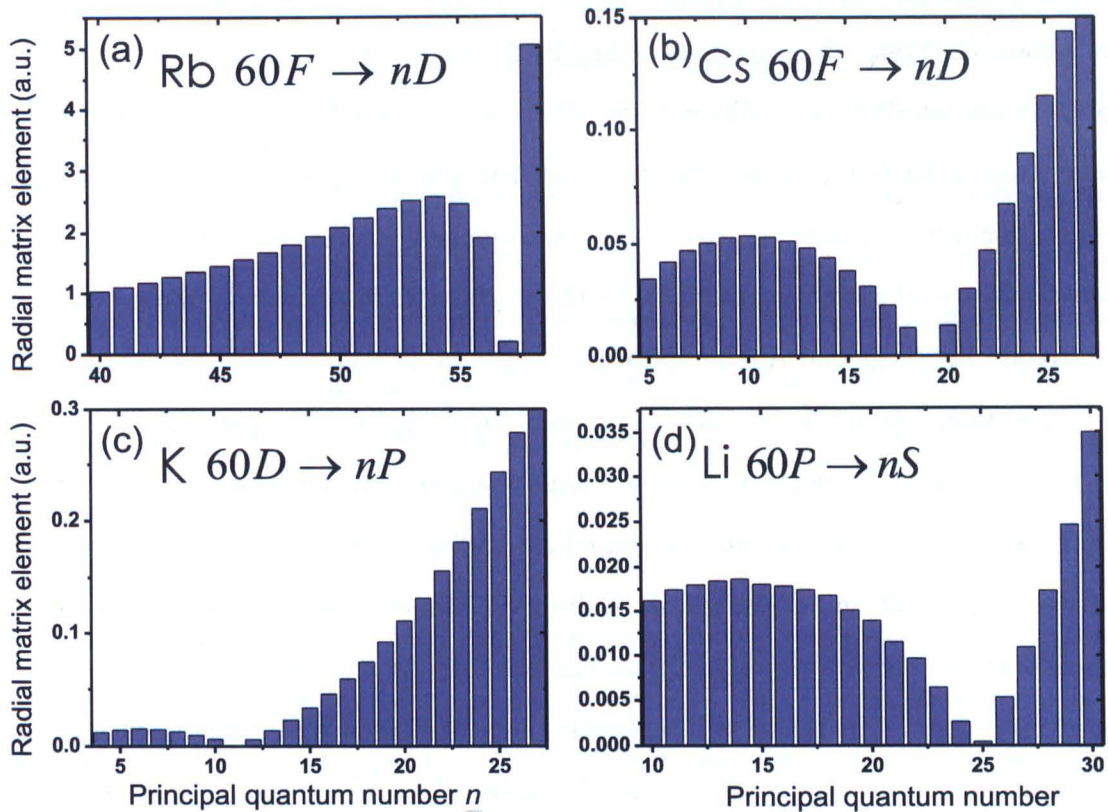 (a) Rb 60F → nD
Radial matrix element (a.u.)
5
4
3
2
1
0
40 45 50 55
(b) Cs 60F → nD
0.15
0.10
0.05
0.00
5 10 15 20 25
(c) K 60D → nP
Radial matrix element (a.u.)
0.3
0.2
0.1
0.0
5 10 15 20 25
Principal quantum number n
(d) Li 60P → nS
0.035
0.030
0.025
0.020
0.015
0.010
0.005
0.000
10 15 20 25 30
Principal quantum number